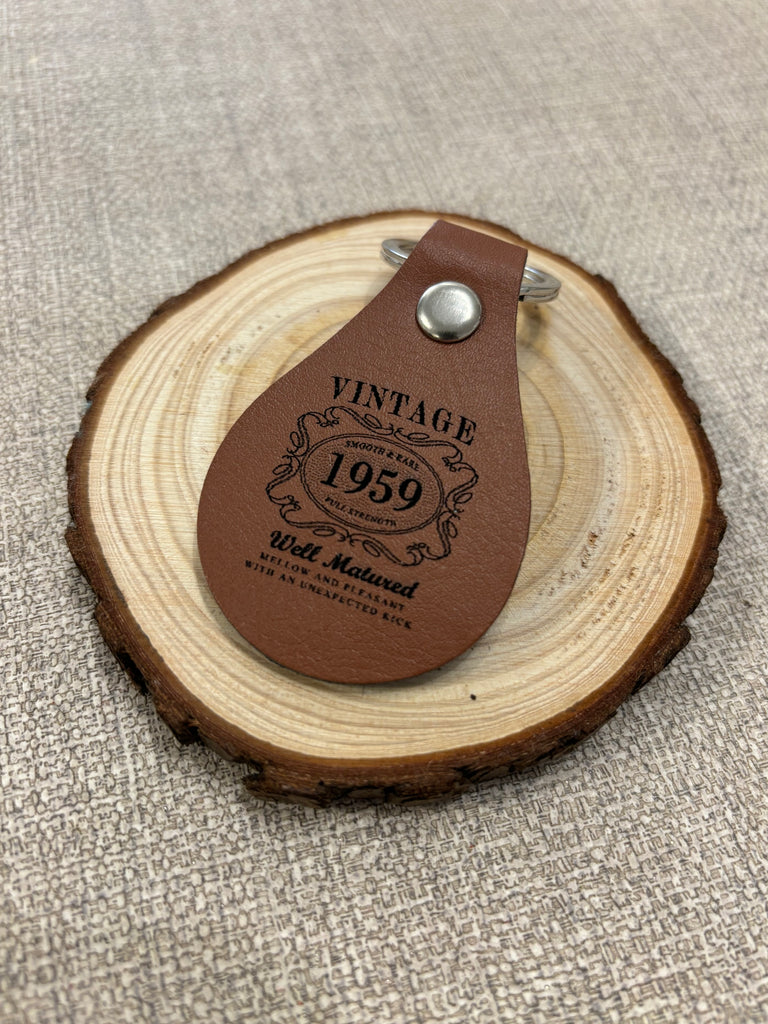 VINTAGE
SMOOTH & RARE
1959
FULL STRENGTH
Well Matured
MELLOW AND PLEASANT
WITH AN UNEXPECTED KICK